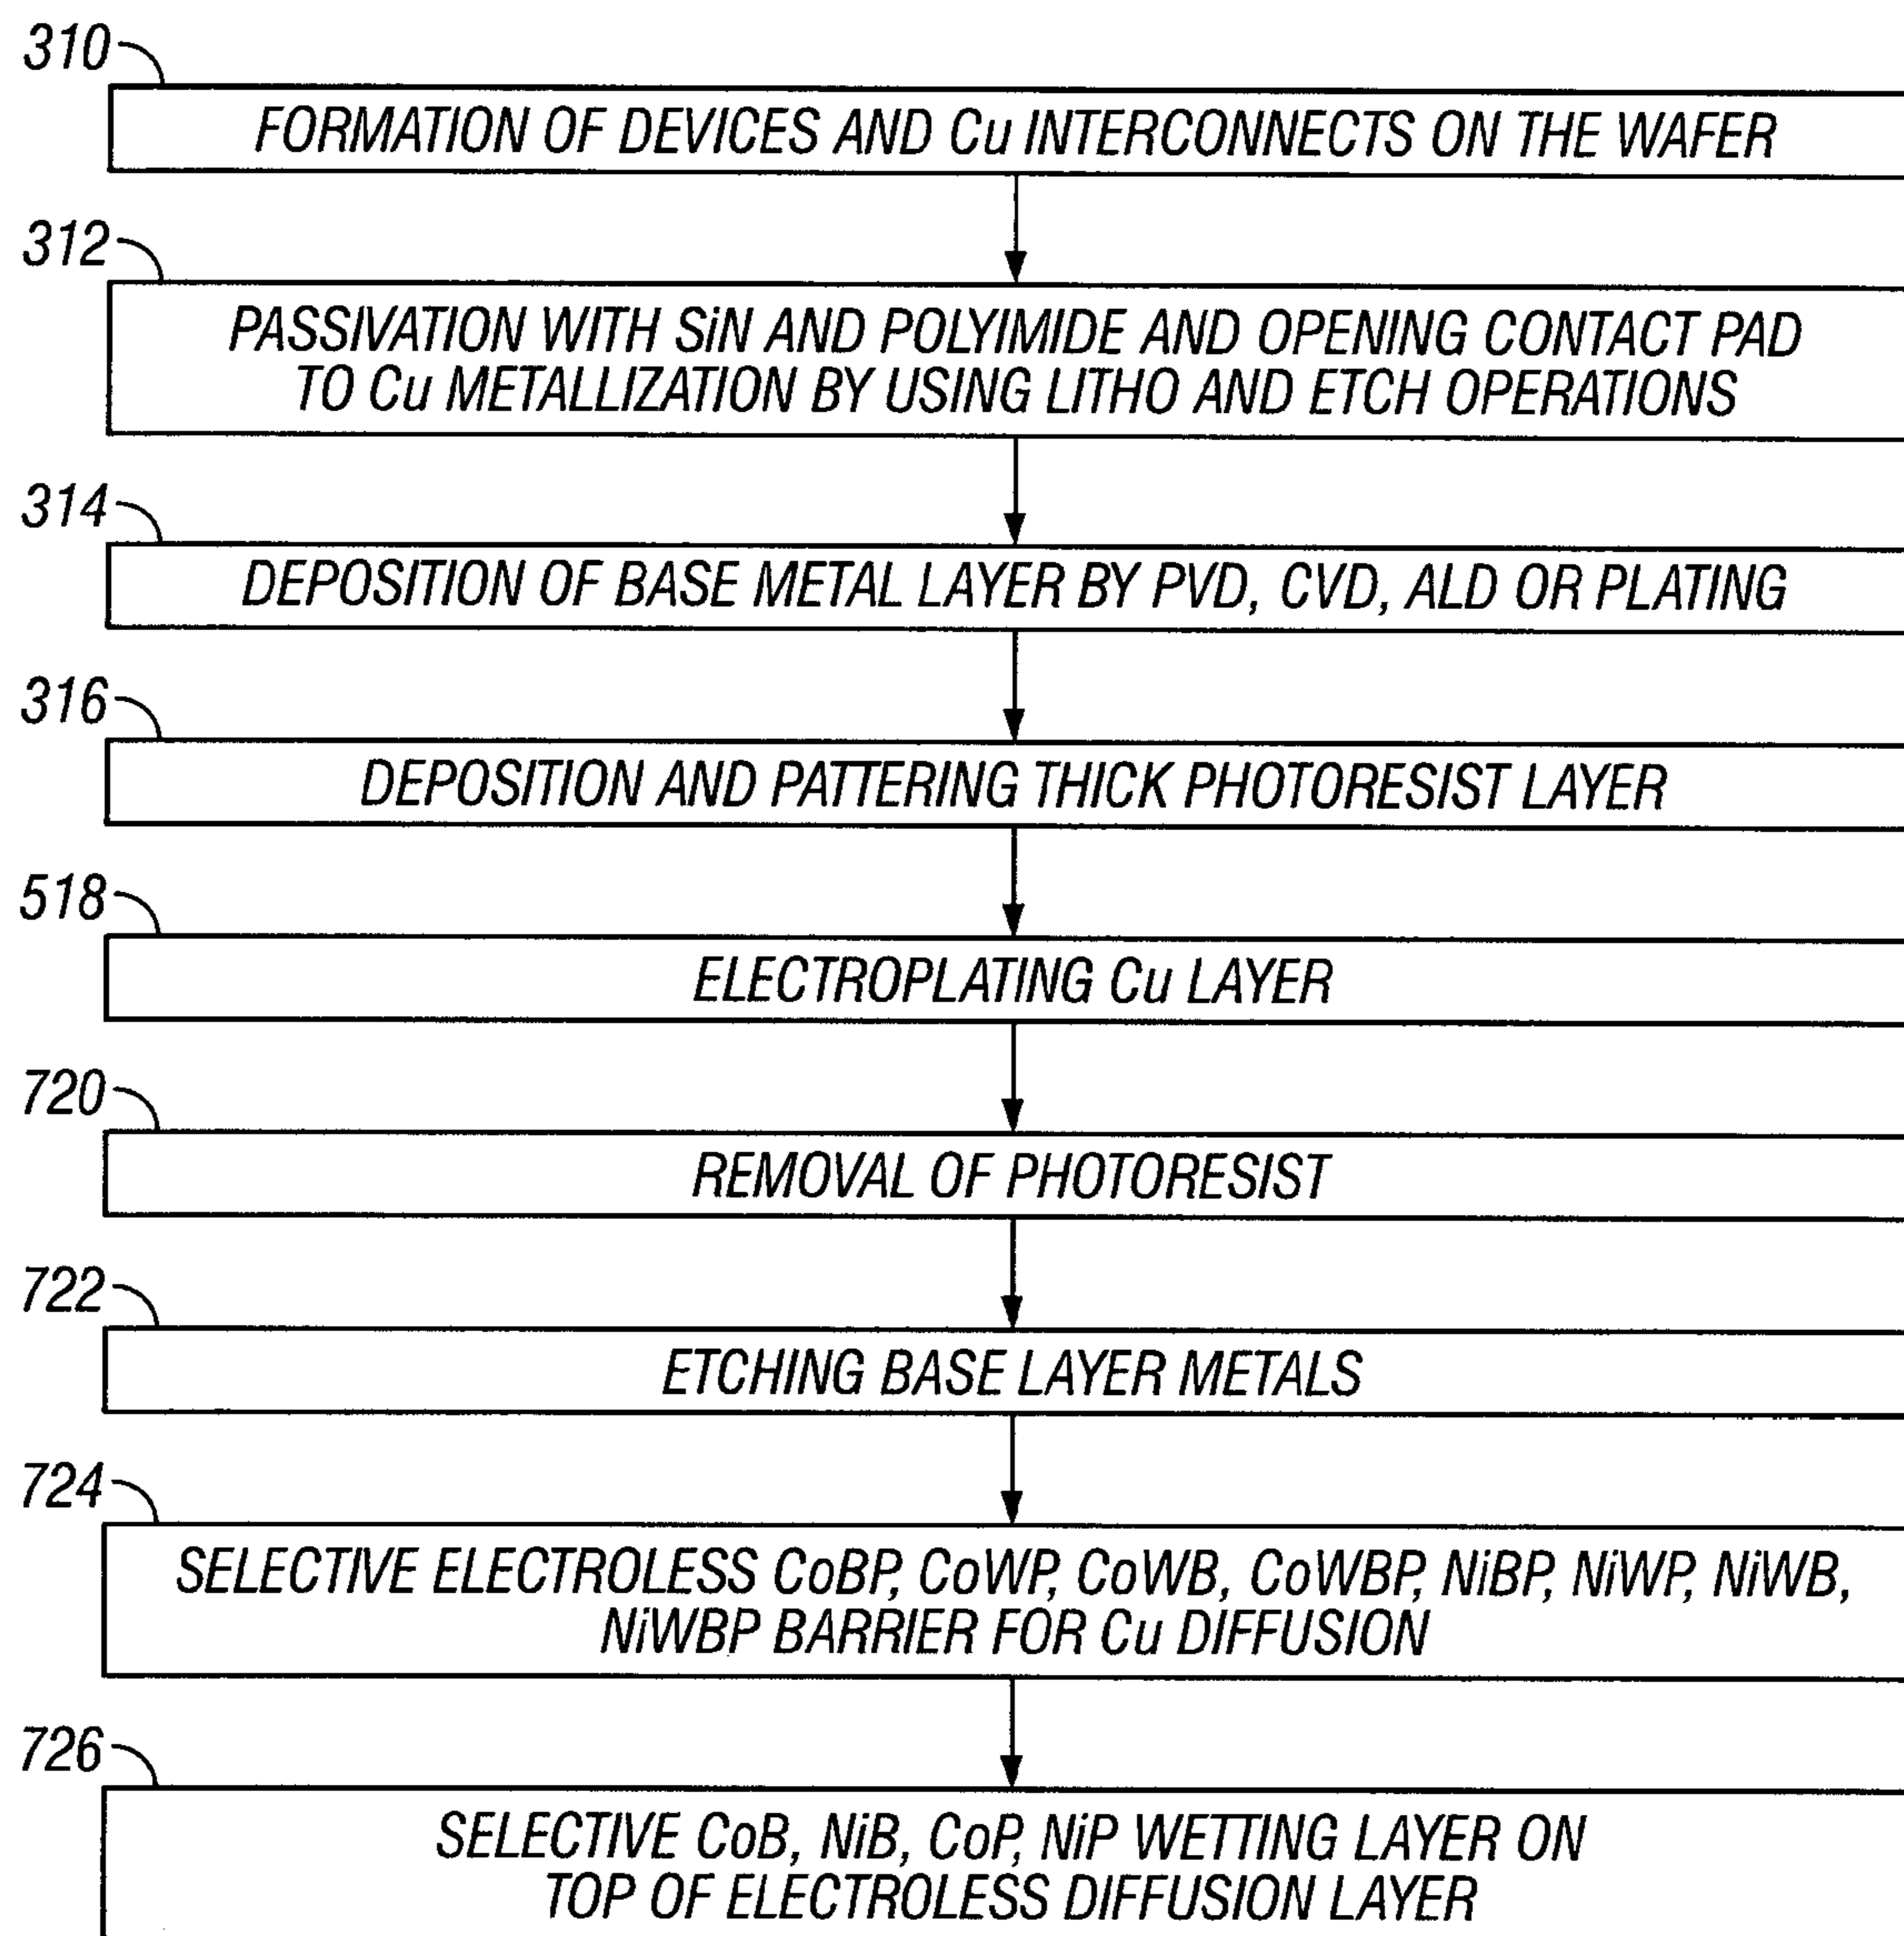 310
FORMATION OF DEVICES AND Cu INTERCONNECTS ON THE WAFER
312
PASSIVATION WITH SiN AND POLYIMIDE AND OPENING CONTACT PAD
TO Cu METALLIZATION BY USING LITHO AND ETCH OPERATIONS
314
DEPOSITION OF BASE METAL LAYER BY PVD, CVD, ALD OR PLATING
316
DEPOSITION AND PATTERING THICK PHOTORESIST LAYER
518
ELECTROPLATING Cu LAYER
720
REMOVAL OF PHOTORESIST
722
ETCHING BASE LAYER METALS
724
SELECTIVE ELECTROLESS CoBP, CoWP, CoWB, CoWBP, NiBP, NiWP, NiWB,
NiWBP BARRIER FOR Cu DIFFUSION
726
SELECTIVE CoB, NiB, CoP, NiP WETTING LAYER ON
TOP OF ELECTROLESS DIFFUSION LAYER